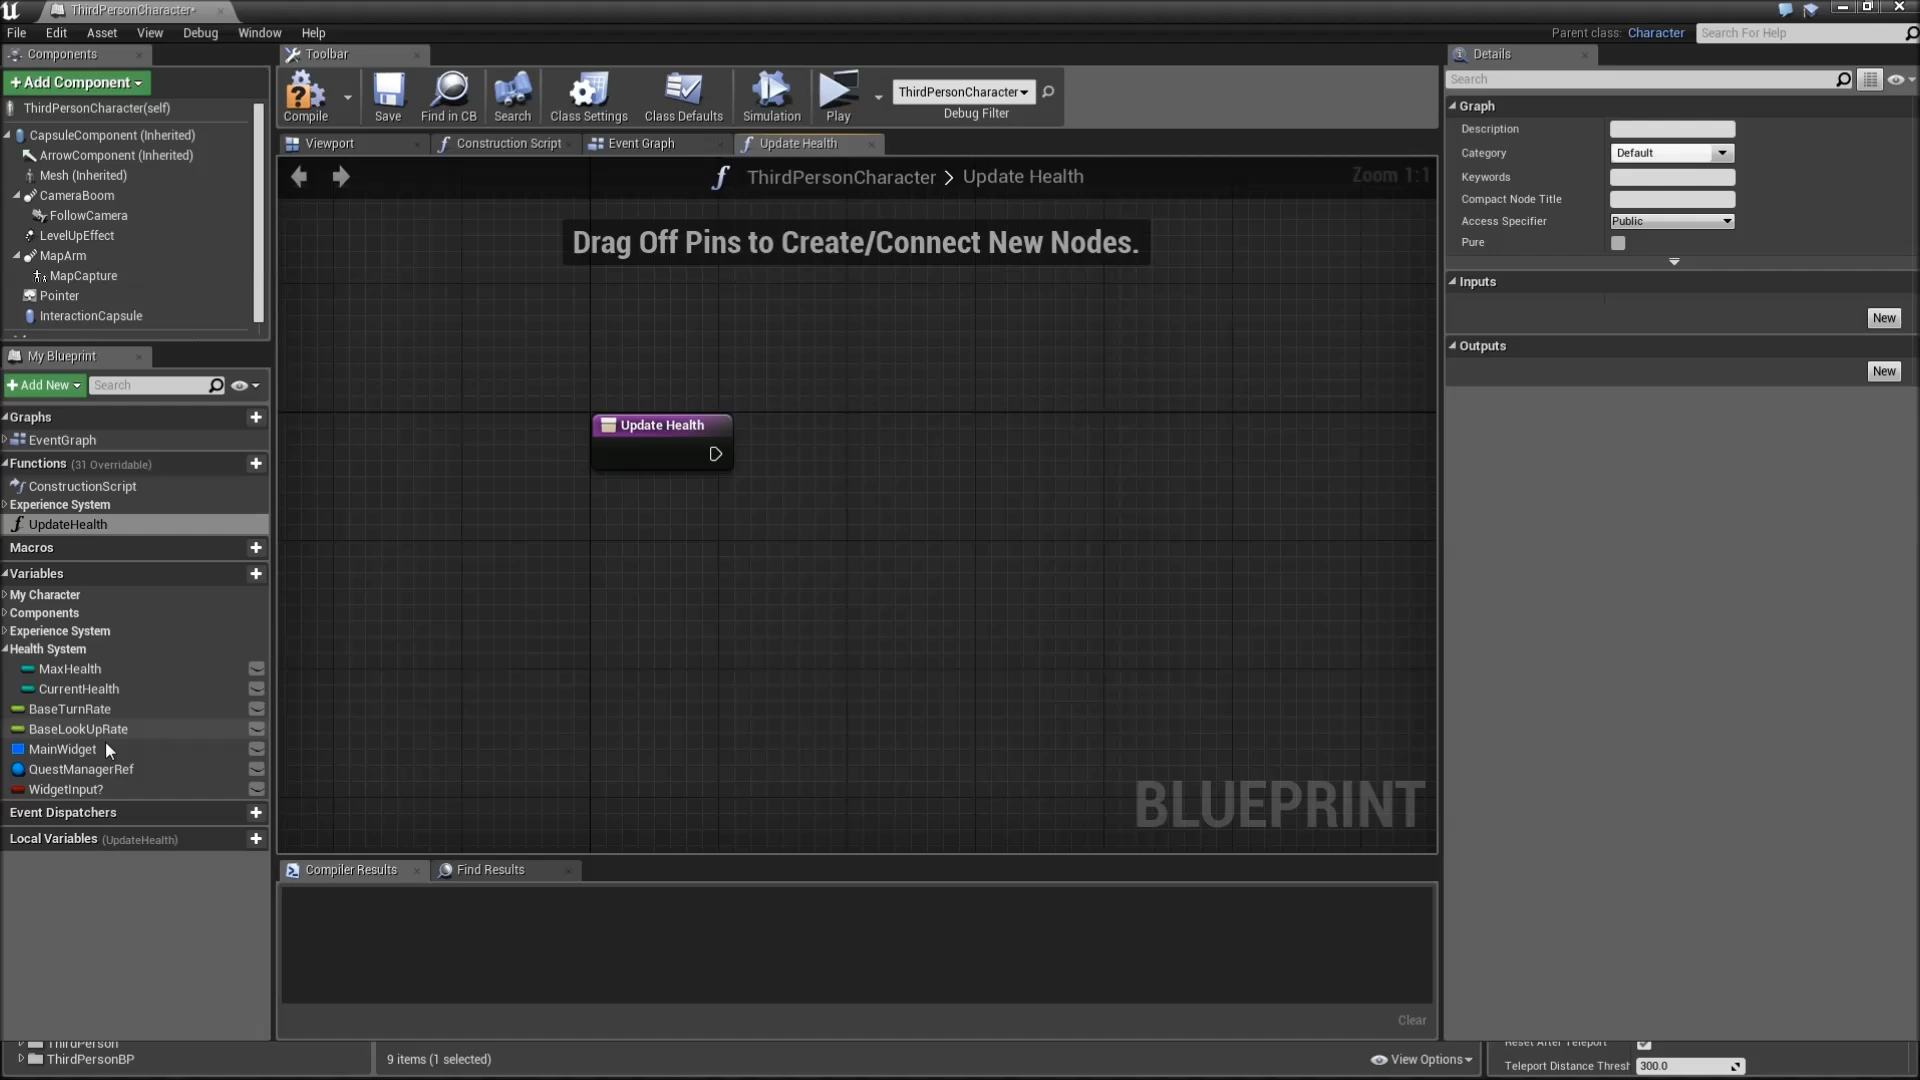 ThirdPersonCharacter*
File Edit Asset View Debug Window Help
Parent class: Character Search For Help
Components
Toolbar
Details
+Add Component
ThirdPersonCharacter(self)
CapsuleComponent (Inherited)
ArrowComponent (Inherited)
Mesh (Inherited)
CameraBoom
FollowCamera
LevelUpEffect
MapArm
MapCapture
Pointer
InteractionCapsule
Compile Save Find in CB Search Class Settings Class Defaults Simulation Play
ThirdPersonCharacter
Debug Filter
Viewport Construction Script Event Graph Update Health
ThirdPersonCharacter > Update Health
Zoom 1:1
Drag Off Pins to Create/Connect New Nodes.
Update Health
BLUEPRINT
My Blueprint
+Add New Search
Graphs
EventGraph
Functions (31 Overridable)
ConstructionScript
Experience System
UpdateHealth
Macros
Variables
My Character
Components
Experience System
Health System
MaxHealth
CurrentHealth
BaseTurnRate
BaseLookUpRate
MainWidget
QuestManagerRef
WidgetInput?
Event Dispatchers
Local Variables (UpdateHealth)
Compiler Results Find Results
Clear
Search
Graph
Description
Category Default
Keywords
Compact Node Title
Access Specifier Public
Pure
Inputs
New
Outputs
New
ThirdPerson
ThirdPersonBP
9 items (1 selected)
View Options
Reset After Teleport
Teleport Distance Thresh 300.0